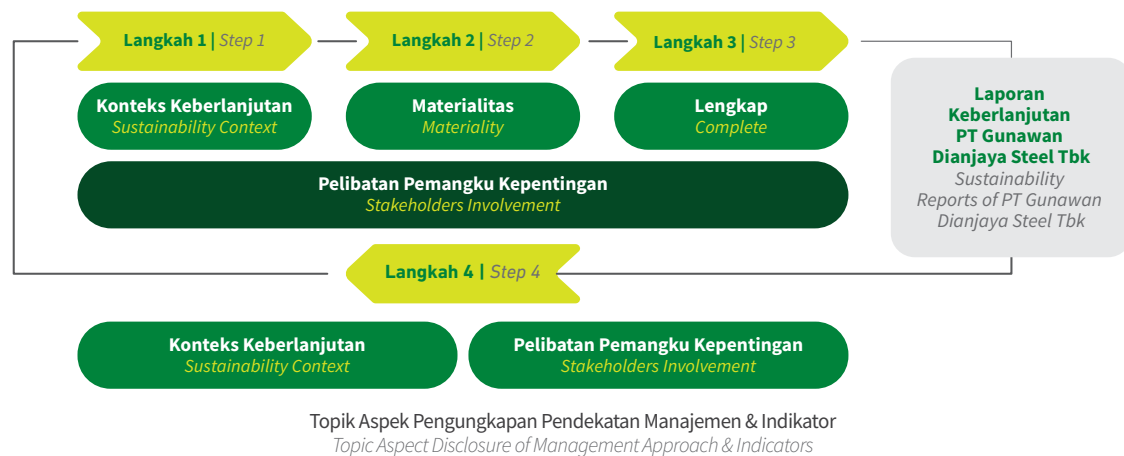 Langkah 1 | Step 1
Langkah 2 | Step 2
Langkah 3 | Step 3
Konteks Keberlanjutan
Sustainability Context
Materialitas
Materiality
Lengkap
Complete
Pelibatan Pemangku Kepentingan
Stakeholders Involvement
Laporan
Keberlanjutan
PT Gunawan
Dianjaya Steel Tbk
Sustainability
Reports of PT Gunawan
Dianjaya Steel Tbk
Langkah 4 | Step 4
Konteks Keberlanjutan
Sustainability Context
Pelibatan Pemangku Kepentingan
Stakeholders Involvement
Topik Aspek Pengungkapan Pendekatan Manajemen & Indikator
Topic Aspect Disclosure of Management Approach & Indicators